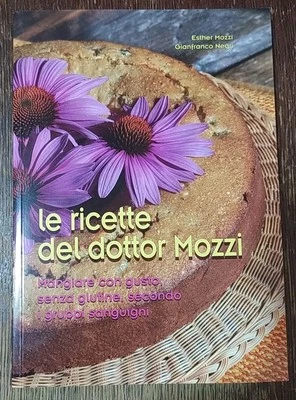 Esther Mozzi
Gianfranco Negri
le ricette
del dottor Mozzi
Mangiare con gusto,
senza glutine, secondo
i gruppi sanguigni